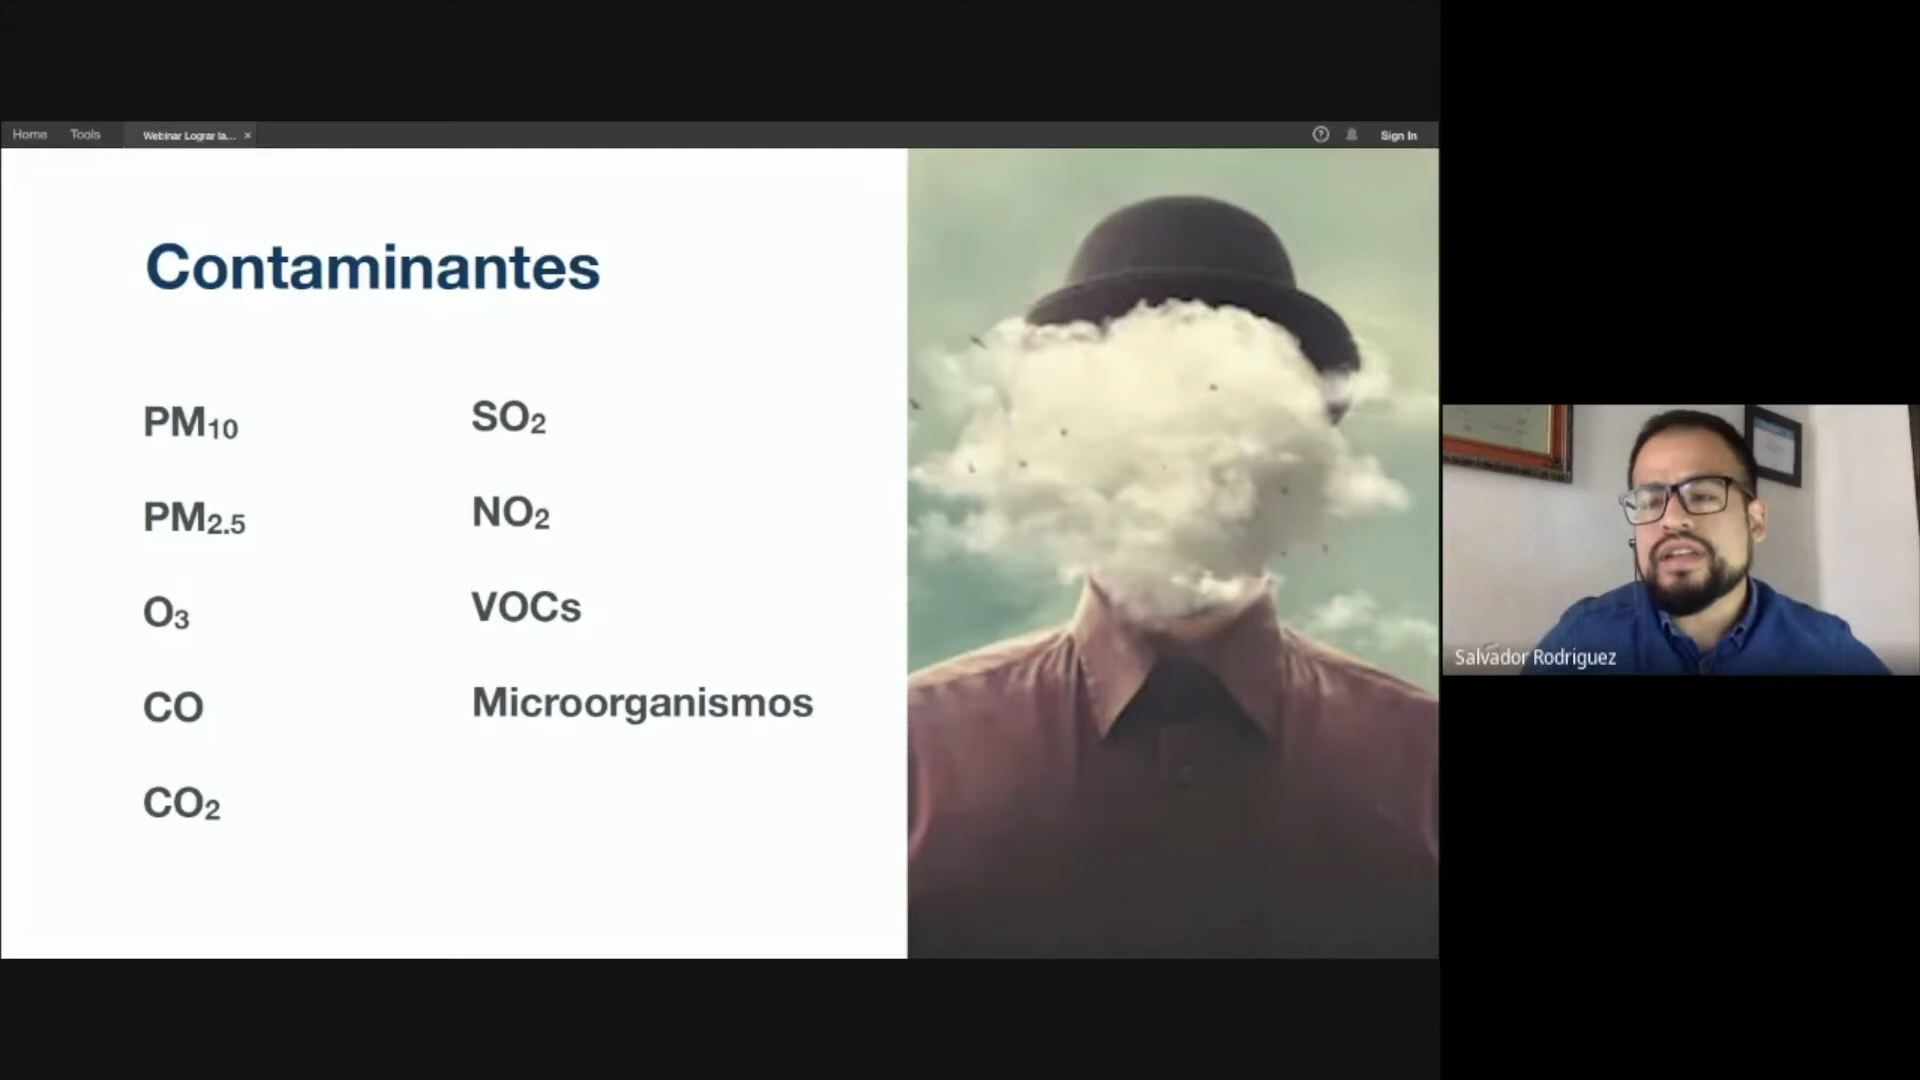 Home Tools Webinar Lograr la... × ? Sign In
Contaminantes
PM₁₀
PM₂.₅
O₃
CO
CO₂
SO₂
NO₂
VOCs
Microorganismos
Salvador Rodriguez